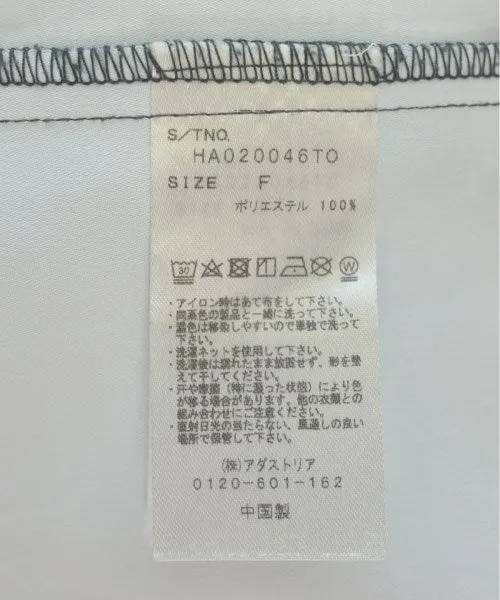 S/TNO.
HA020046TO
SIZE F
ポリエステル 100%
30
W
・アイロン時はあて布をして下さい。
・同系色の製品と一緒に洗って下さい。
・濃色は移染しやすいので単独で洗って
下さい。
・洗濯ネットを使用して下さい。
・洗濯後は濡れたまま放置せず、形を整
えて干してください。
・汗や摩擦（特に湿った状態）により色
が移る場合があります。他の衣類との
組み合わせにご注意ください。
・直射日光の当たらない、風通しの良い
場所で保管して下さい。
(株)アダストリア
0120-601-162
中国製